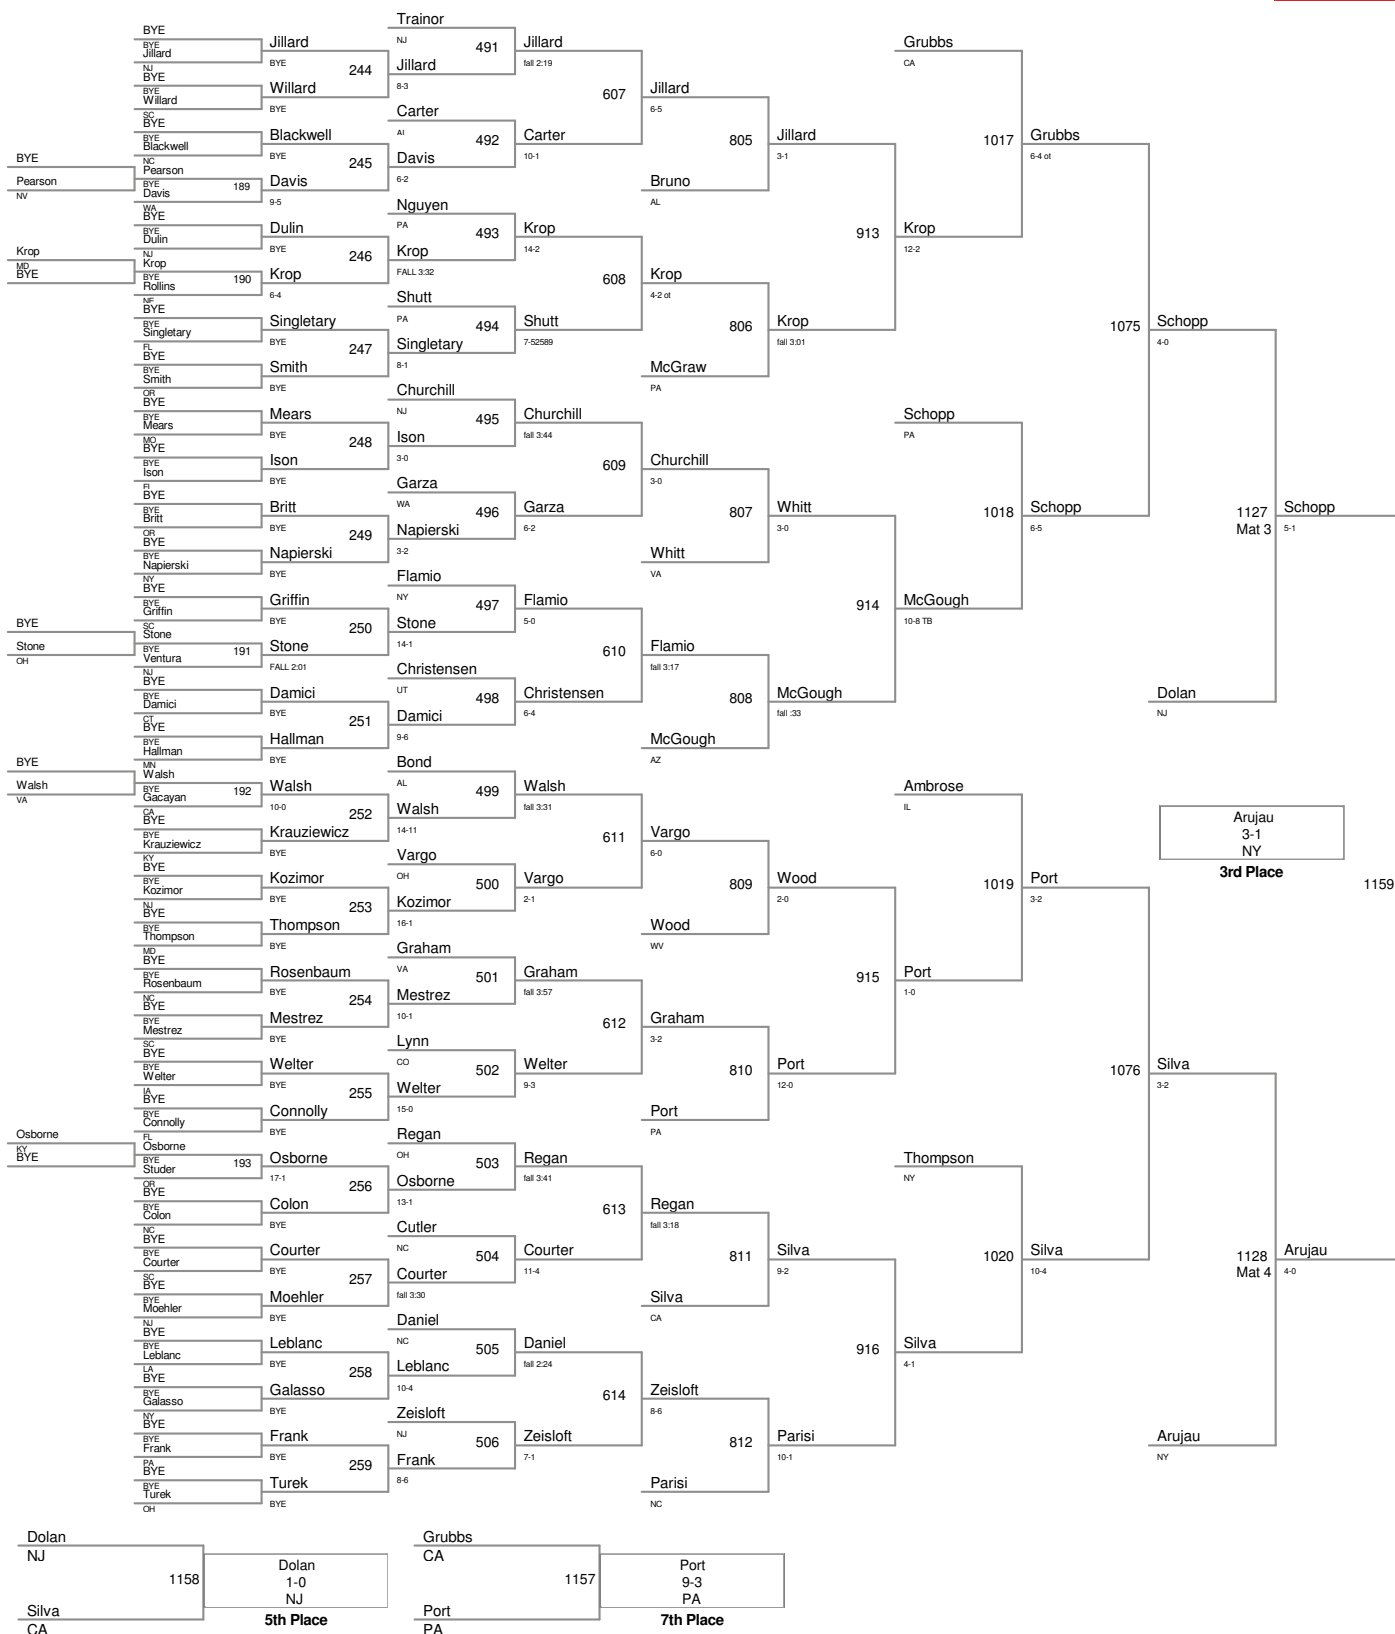 BYE
Pearson
NV
Krop
MD
BYE
BYE
Stone
OH
BYE
Walsh
VA
Osborne
KY
BYE
BYE
BYE
Jillard
NJ
BYE
BYE
Willard
SC
BYE
BYE
Blackwell
NC
Pearson
BYE
189
Davis
WA
BYE
BYE
Dulin
NJ
Krop
BYE
190
Rollins
NE
BYE
BYE
Singletary
FL
BYE
BYE
Smith
OR
BYE
BYE
Mears
MO
BYE
BYE
Ison
FL
BYE
BYE
Britt
OR
BYE
BYE
Napierski
NY
BYE
BYE
Griffin
SC
Stone
BYE
191
Ventura
NJ
BYE
BYE
Damici
CT
BYE
BYE
Hallman
MN
Walsh
BYE
192
Gacayan
CA
BYE
BYE
Krauziewicz
KY
BYE
BYE
Kozimor
NJ
BYE
BYE
Thompson
MD
BYE
BYE
Rosenbaum
NC
BYE
BYE
Mestrez
SC
BYE
BYE
Welter
IA
BYE
BYE
Connolly
FL
Osborne
BYE
193
Studer
OR
BYE
BYE
Colon
NC
BYE
BYE
Courter
SC
BYE
BYE
Moehler
NJ
BYE
BYE
Leblanc
LA
BYE
BYE
Galasso
NY
BYE
BYE
Frank
PA
BYE
BYE
Turek
OH
Jillard
BYE
244
Willard
BYE
Blackwell
BYE
245
Davis
9-5
Dulin
BYE
246
Krop
6-4
Singletary
BYE
247
Smith
BYE
Mears
BYE
248
Ison
BYE
Britt
BYE
249
Napierski
BYE
Griffin
BYE
250
Stone
FALL 2:01
Damici
BYE
251
Hallman
BYE
Walsh
10-0
252
Krauziewicz
BYE
Kozimor
BYE
253
Thompson
BYE
Rosenbaum
BYE
254
Mestrez
BYE
Welter
BYE
255
Connolly
BYE
Osborne
17-1
256
Colon
BYE
Courter
BYE
257
Moehler
BYE
Leblanc
BYE
258
Galasso
BYE
Frank
BYE
259
Turek
BYE
Trainor
NJ
491
Jillard
8-3
Carter
AL
492
Davis
6-2
Nguyen
PA
493
Krop
FALL 3:32
Shutt
PA
494
Singletary
8-1
Churchill
NJ
495
Ison
3-0
Garza
WA
496
Napierski
3-2
Flamio
NY
497
Stone
14-1
Christensen
UT
498
Damici
9-6
Bond
AL
499
Walsh
14-11
Vargo
OH
500
Kozimor
16-1
Graham
VA
501
Mestrez
10-1
Lynn
CO
502
Welter
15-0
Regan
OH
503
Osborne
13-1
Cutler
NC
504
Courter
fall 3:30
Daniel
NC
505
Leblanc
10-4
Zeisloft
NJ
506
Frank
8-6
Jillard
fall 2:19
607
Carter
10-1
Krop
14-2
608
Shutt
7-52589
Churchill
fall 3:44
609
Garza
6-2
Flamio
5-0
610
Christensen
6-4
Walsh
fall 3:31
611
Vargo
2-1
Graham
fall 3:57
612
Welter
9-3
Regan
fall 3:41
613
Courter
11-4
Daniel
fall 2:24
614
Zeisloft
7-1
Jillard
6-5
805
Bruno
AL
Krop
4-2 ot
806
McGraw
PA
Churchill
3-0
807
Whitt
VA
Flamio
fall 3:17
808
McGough
AZ
Vargo
6-0
809
Wood
WV
Graham
3-2
810
Port
PA
Regan
fall 3:18
811
Silva
CA
Zeisloft
8-6
812
Parisi
NC
Jillard
3-1
913
Krop
fall 3:01
Whitt
3-0
914
McGough
fall :33
Wood
2-0
915
Port
12-0
Silva
9-2
916
Parisi
10-1
Grubbs
CA
1017
Krop
12-2
Schopp
PA
1018
McGough
10-8 TB
Ambrose
IL
1019
Port
1-0
Thompson
NY
1020
Silva
4-1
Grubbs
6-4 ot
1075
Schopp
6-5
Port
3-2
1076
Silva
10-4
Schopp
4-0
1127
Mat 3
Dolan
NJ
Silva
3-2
1128
Mat 4
Arujau
NY
Schopp
5-1
Arujau
3-1
NY
3rd Place
1159
Arujau
4-0
Dolan
NJ
1158
Silva
CA
Dolan
1-0
NJ
5th Place
Grubbs
CA
1157
Port
PA
Port
9-3
PA
7th Place